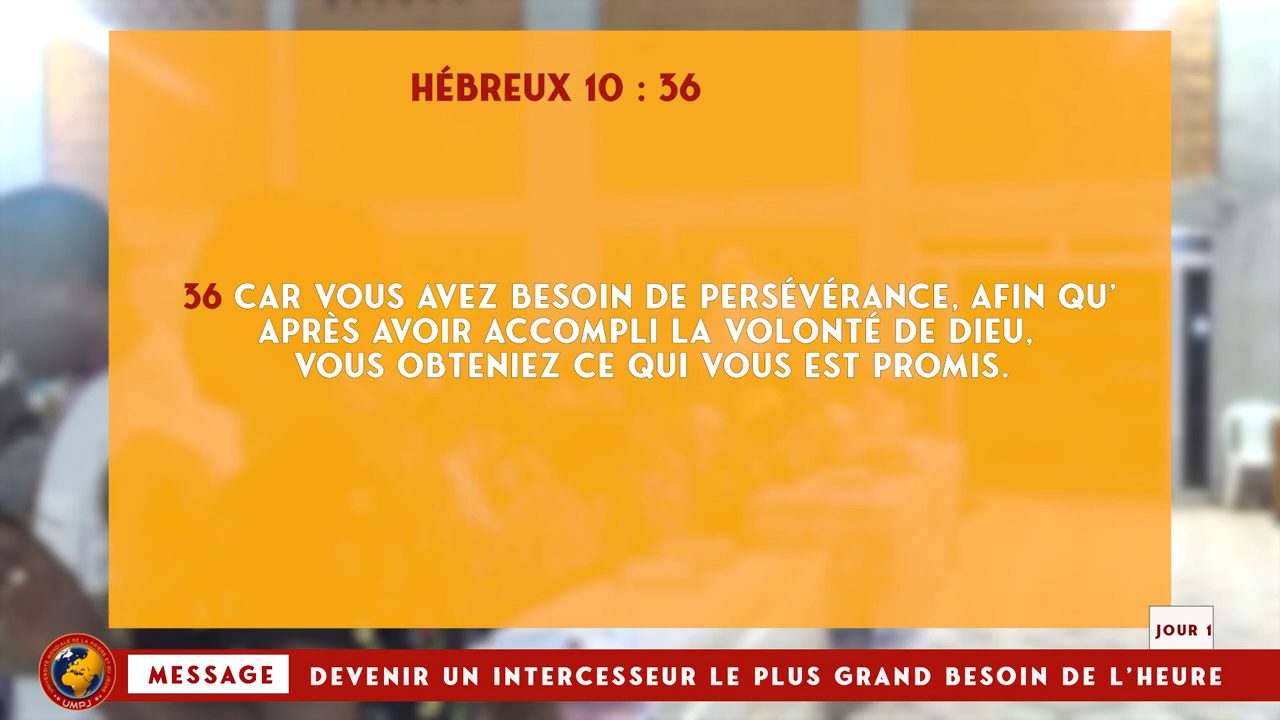 HÉBREUX 10 : 36
36 CAR VOUS AVEZ BESOIN DE PERSÉVÉRANCE, AFIN QU'
APRÈS AVOIR ACCOMPLI LA VOLONTÉ DE DIEU,
VOUS OBTENIEZ CE QUI VOUS EST PROMIS.
JOUR 1
MESSAGE DEVENIR UN INTERCESSEUR LE PLUS GRAND BESOIN DE L'HEURE
UMPJ